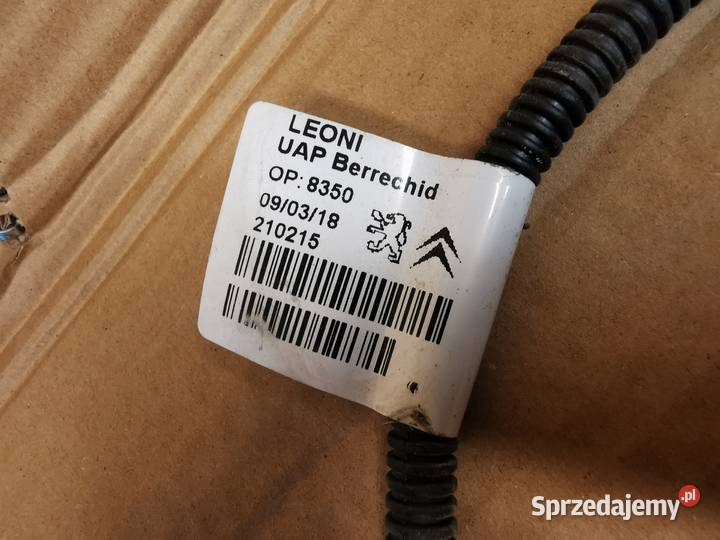 LEONI
UAP Berrechid
OP: 8350
09/03/18
210215
Sprzedajemy.pl